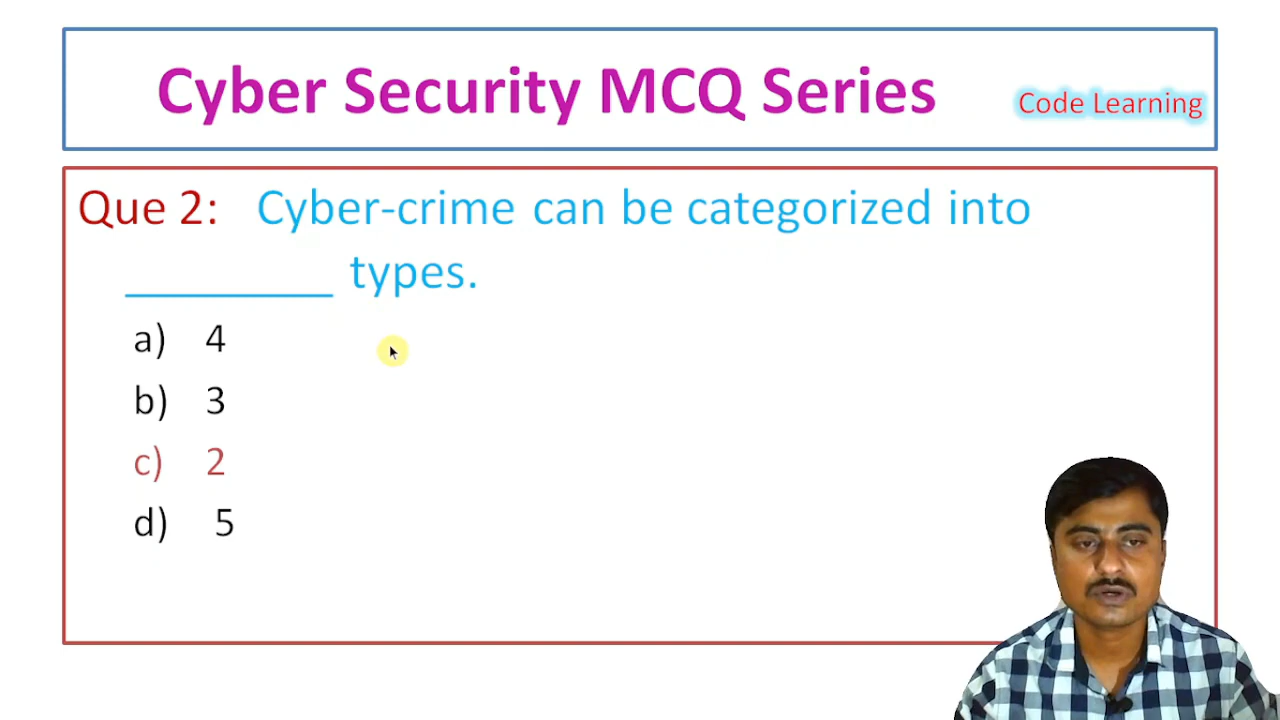 Cyber Security MCQ Series
Code Learning
Que 2: Cyber-crime can be categorized into
_________ types.
a) 4
b) 3
c) 2
d) 5